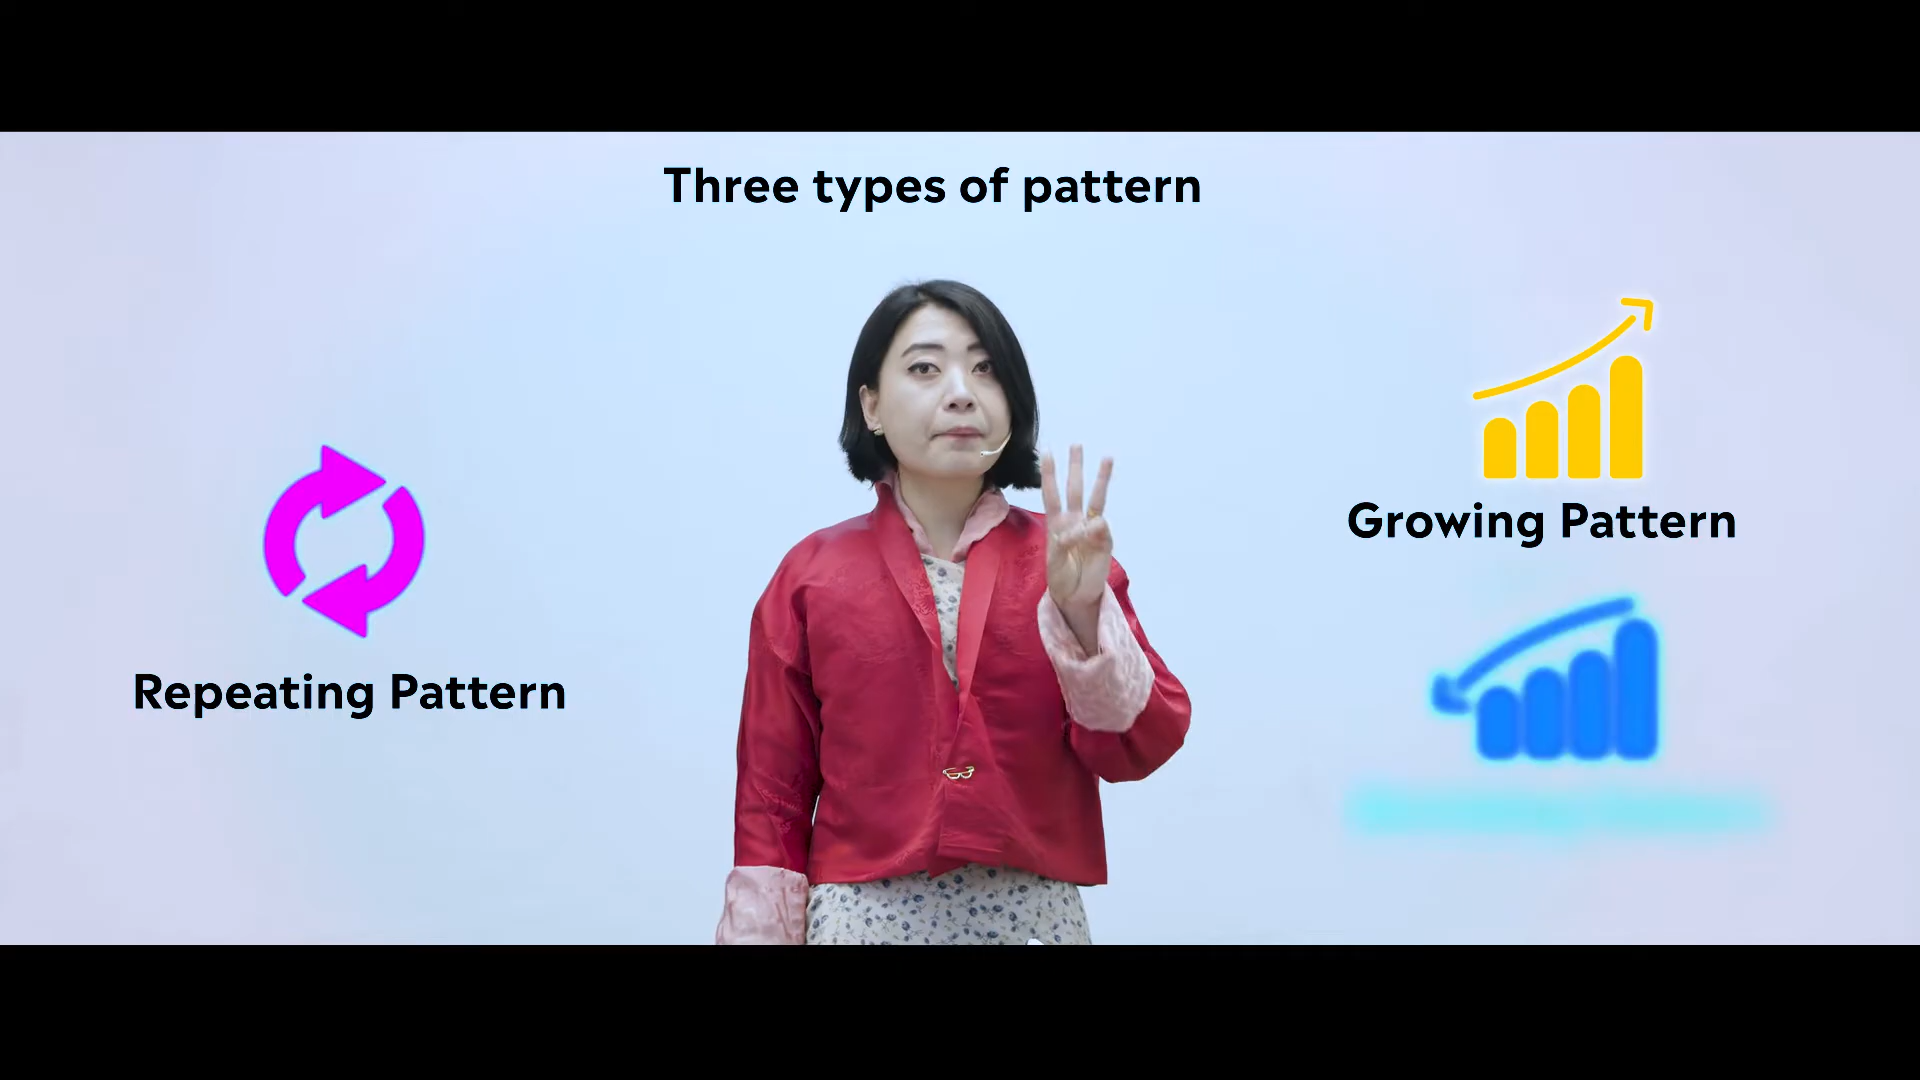 Three types of pattern
Growing Pattern
Repeating Pattern